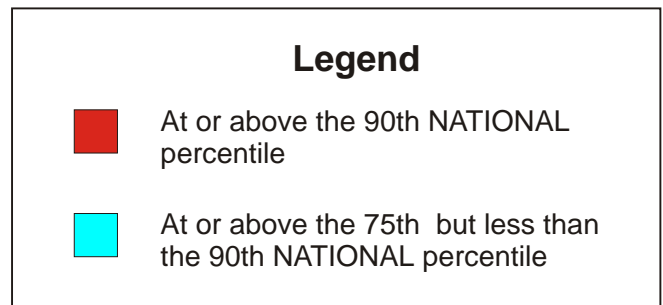 Legend
At or above the 90th NATIONAL
percentile
At or above the 75th but less than
the 90th NATIONAL percentile